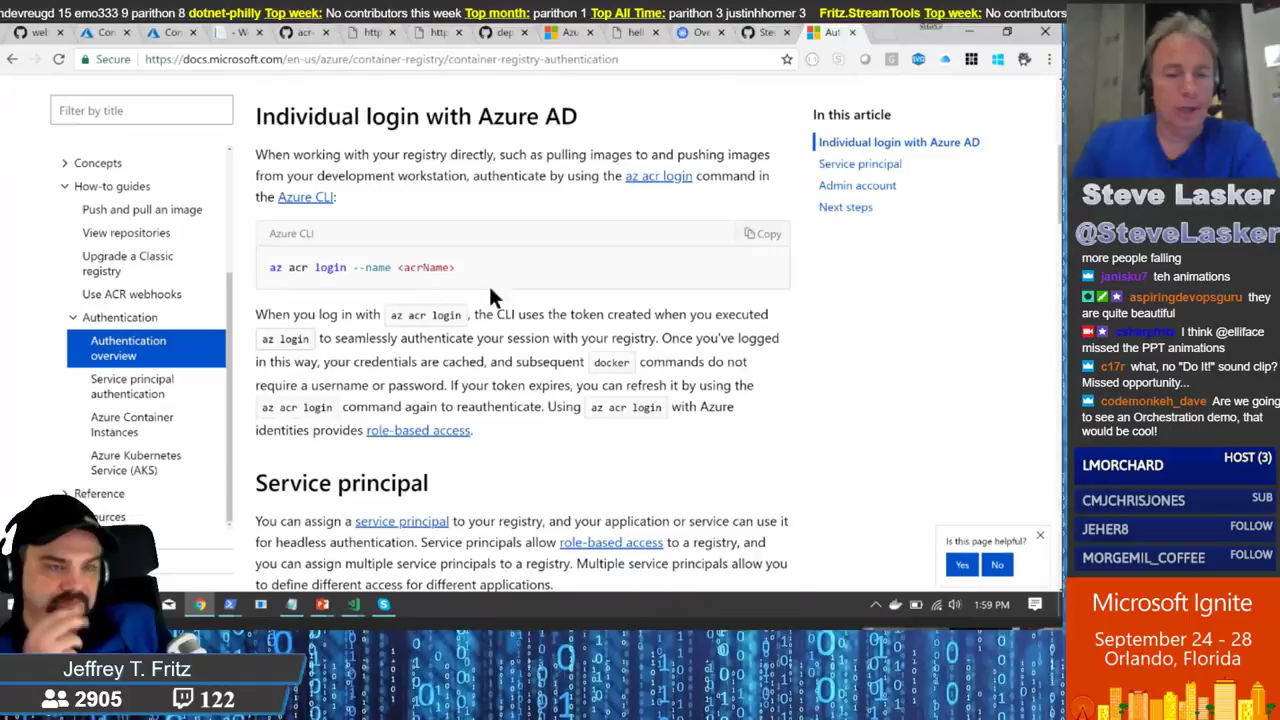 devreugd 15 emo333 9 parithon 8 dotnet-philly Top week: No contributors this week Top month: parithon 1 Top All Time: parithon 3 justinhhorner 3 Fritz.StreamTools Top week: No contributors
wel
Con
Con
- W
acr-
http
http
dep
Azu
hell
Ove
Ste
Aut
Secure
https://docs.microsoft.com/en-us/azure/container-registry/container-registry-authentication
Filter by title
Concepts
How-to guides
Push and pull an image
View repositories
Upgrade a Classic
registry
Use ACR webhooks
Authentication
Authentication
overview
Service principal
authentication
Azure Container
Instances
Azure Kubernetes
Service (AKS)
Reference
Individual login with Azure AD
When working with your registry directly, such as pulling images to and pushing images
from your development workstation, authenticate by using the az acr login command in
the Azure CLI:
Azure CLI
Copy
az acr login --name <acrName>
When you log in with az acr login, the CLI uses the token created when you executed
az login to seamlessly authenticate your session with your registry. Once you've logged
in this way, your credentials are cached, and subsequent docker commands do not
require a username or password. If your token expires, you can refresh it by using the
az acr login command again to reauthenticate. Using az acr login with Azure
identities provides role-based access.
Service principal
You can assign a service principal to your registry, and your application or service can use it
for headless authentication. Service principals allow role-based access to a registry, and
you can assign multiple service principals to a registry. Multiple service principals allow you
to define different access for different applications.
In this article
Individual login with Azure AD
Service principal
Admin account
Next steps
Is this page helpful?
Yes
No
1:59 PM
Steve Lasker
@SteveLasker
more people falling
janisku7 teh animations
aspiringdevopsguru they
are quite beautiful
csharpfritz I think @elliface
missed the PPT animations
c17r what, no "Do It!" sound clip?
Missed opportunity...
codemonkeh_dave Are we going
to see an Orchestration demo, that
would be cool!
LMORCHARD HOST (3)
CMJCHRISJONES SUB
JEHER8 FOLLOW
MORGEMIL_COFFEE FOLLOW
Microsoft Ignite
September 24 - 28
Orlando, Florida
Jeffrey T. Fritz
2905
122